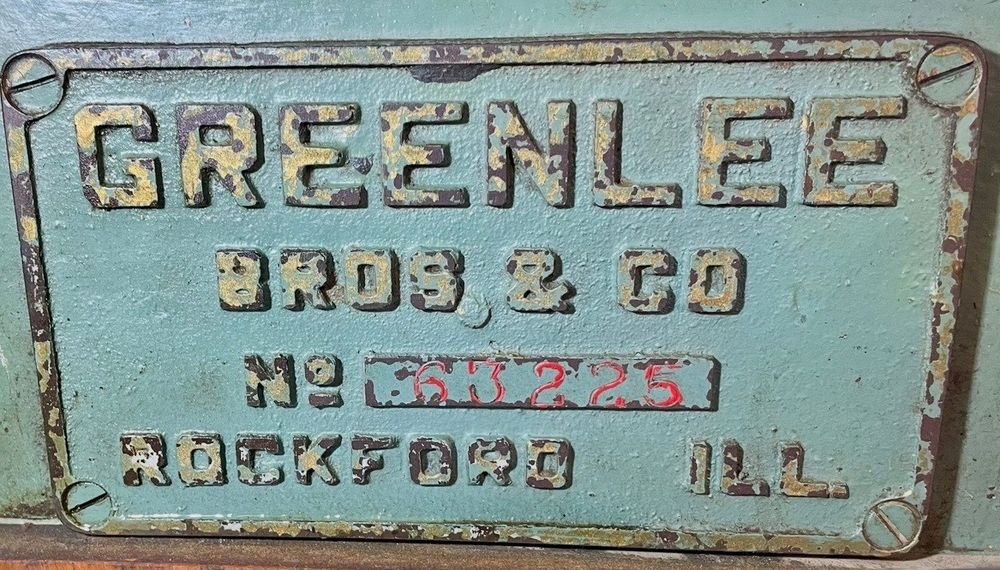 GREENLEE
BROS & CO
Nº 63225
ROCKFORD ILL.